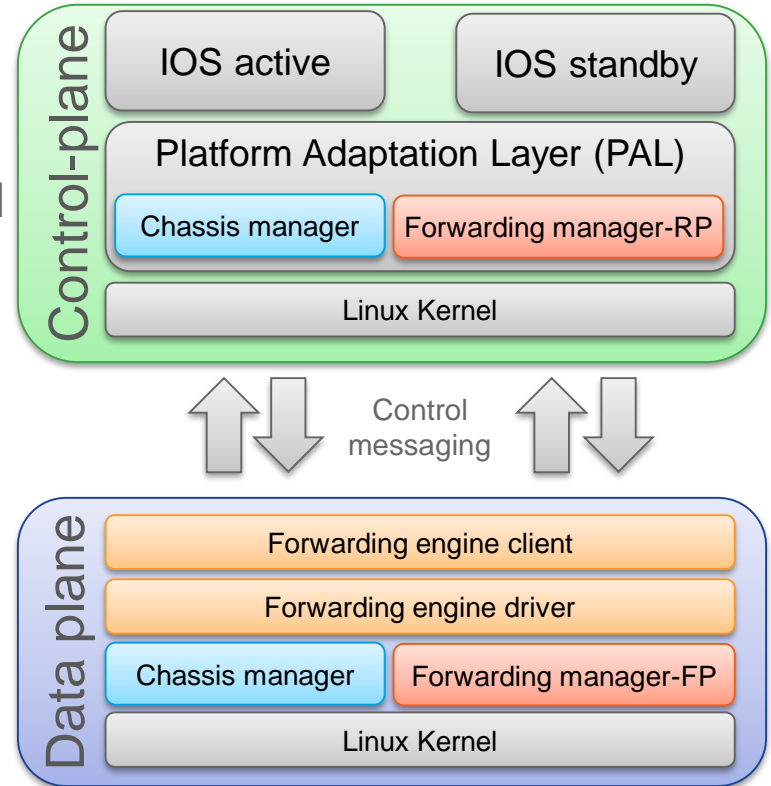 Control-plane
IOS active
IOS standby
Platform Adaptation Layer (PAL)
Chassis manager
Forwarding manager-RP
Linux Kernel
Control
messaging
Data plane
Forwarding engine client
Forwarding engine driver
Chassis manager
Forwarding manager-FP
Linux Kernel